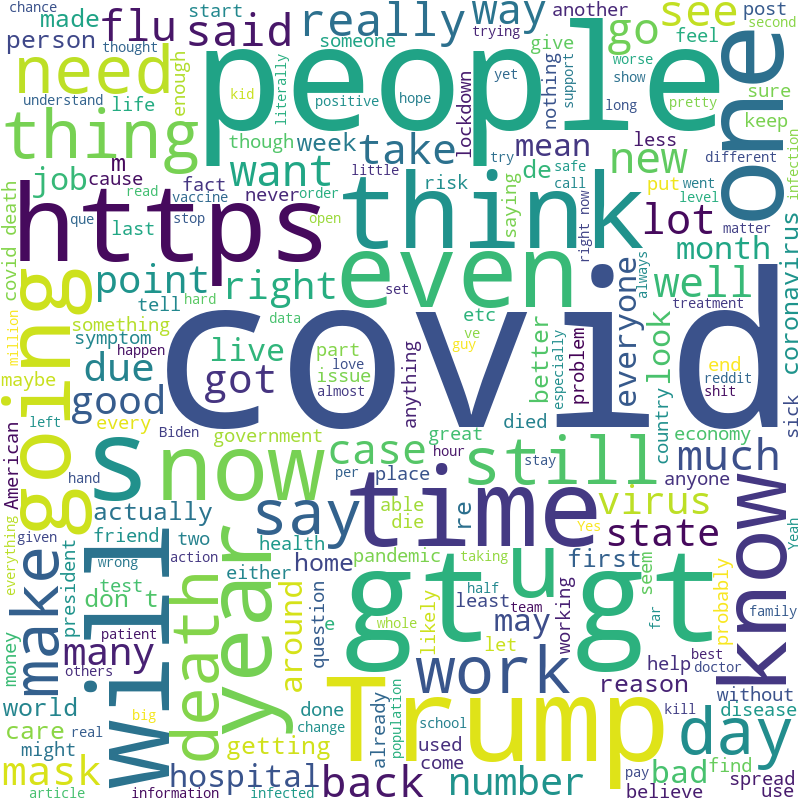 chance
made
start
another
post
second
person
flu
said
really
way
see
someone
trying
go
give
feel
thought
need
people
one
understand
life
enough
kid
literally
positive
hope
yet
nothing
support
worse
show
long
pretty
sure
keep
thing
though
week
take
lockdown
mean
less
new
different
infection
m
want
de
saying
try
safe
call
job
cause
fact
never
order
little
risk
put
went
level
read
vaccine
https
think
lot
matter
covid death
que
stop
open
right now
last
month
coronavirus
point
right
even
well
tell
hard
set
everyone
always
treatment
going
something
data
etc
ve
covid
million
symptom
happen
live
part
guy
better
especially
problem
look
end
maybe
due
got
love
issue
almost
anything
reddit
shit
good
left
every
Biden
government
great
died
country
economy
sick
American
hand
s
now
case
per
hour
place
still
stay
much
anyone
actually
time
say
able
die
re
virus
Yes
state
know
Yeah
everything
given
friend
two
wrong
action
health
home
pandemic
taking
first
president
test
either
don t
make
will
death
year
gt
u
gt
seem
probably
far
family
half
least
team
likely
may
working
money
patient
many
around
question
e
whole
let
best
doctor
others
work
help
reason
without
world
big
Trump
kill
disease
care
real
done
change
already
population
school
used
come
day
might
getting
mask
hospital
back
number
bad
find
spread
pay
believe
use
article
information
infected